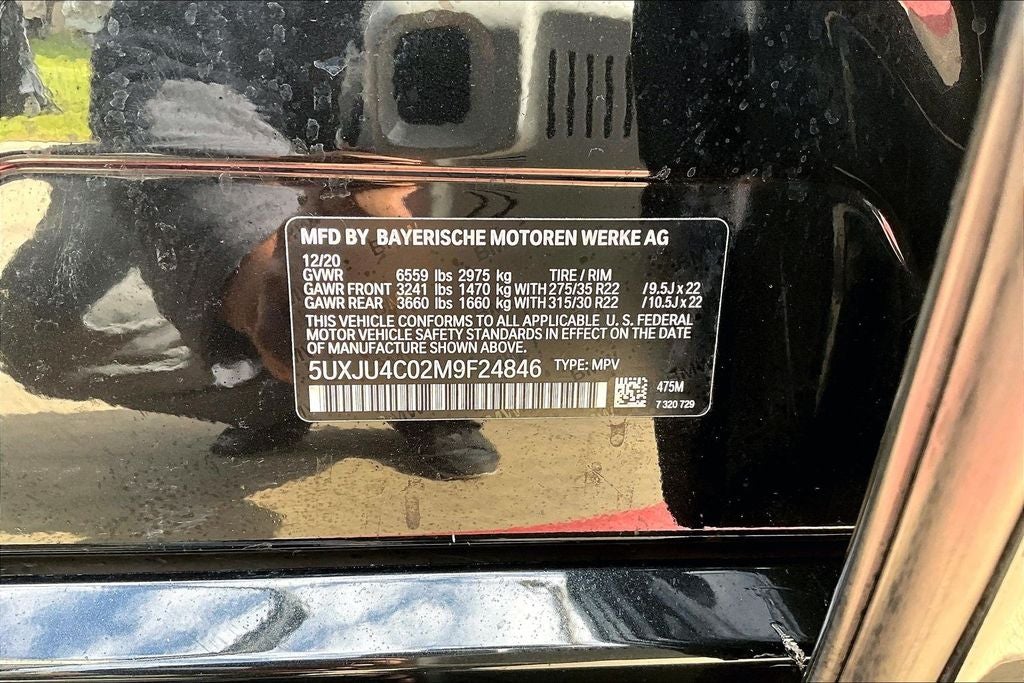 MFD BY BAYERISCHE MOTOREN WERKE AG
12/20
GVWR 6559 lbs 2975 kg TIRE / RIM
GAWR FRONT 3241 lbs 1470 kg WITH 275/35 R22 /9.5J x 22
GAWR REAR 3660 lbs 1660 kg WITH 315/30 R22 /10.5J x 22
THIS VEHICLE CONFORMS TO ALL APPLICABLE U. S. FEDERAL
MOTOR VEHICLE SAFETY STANDARDS IN EFFECT ON THE DATE
OF MANUFACTURE SHOWN ABOVE.
5UXJU4C02M9F24846 TYPE: MPV
475M
7 320 729